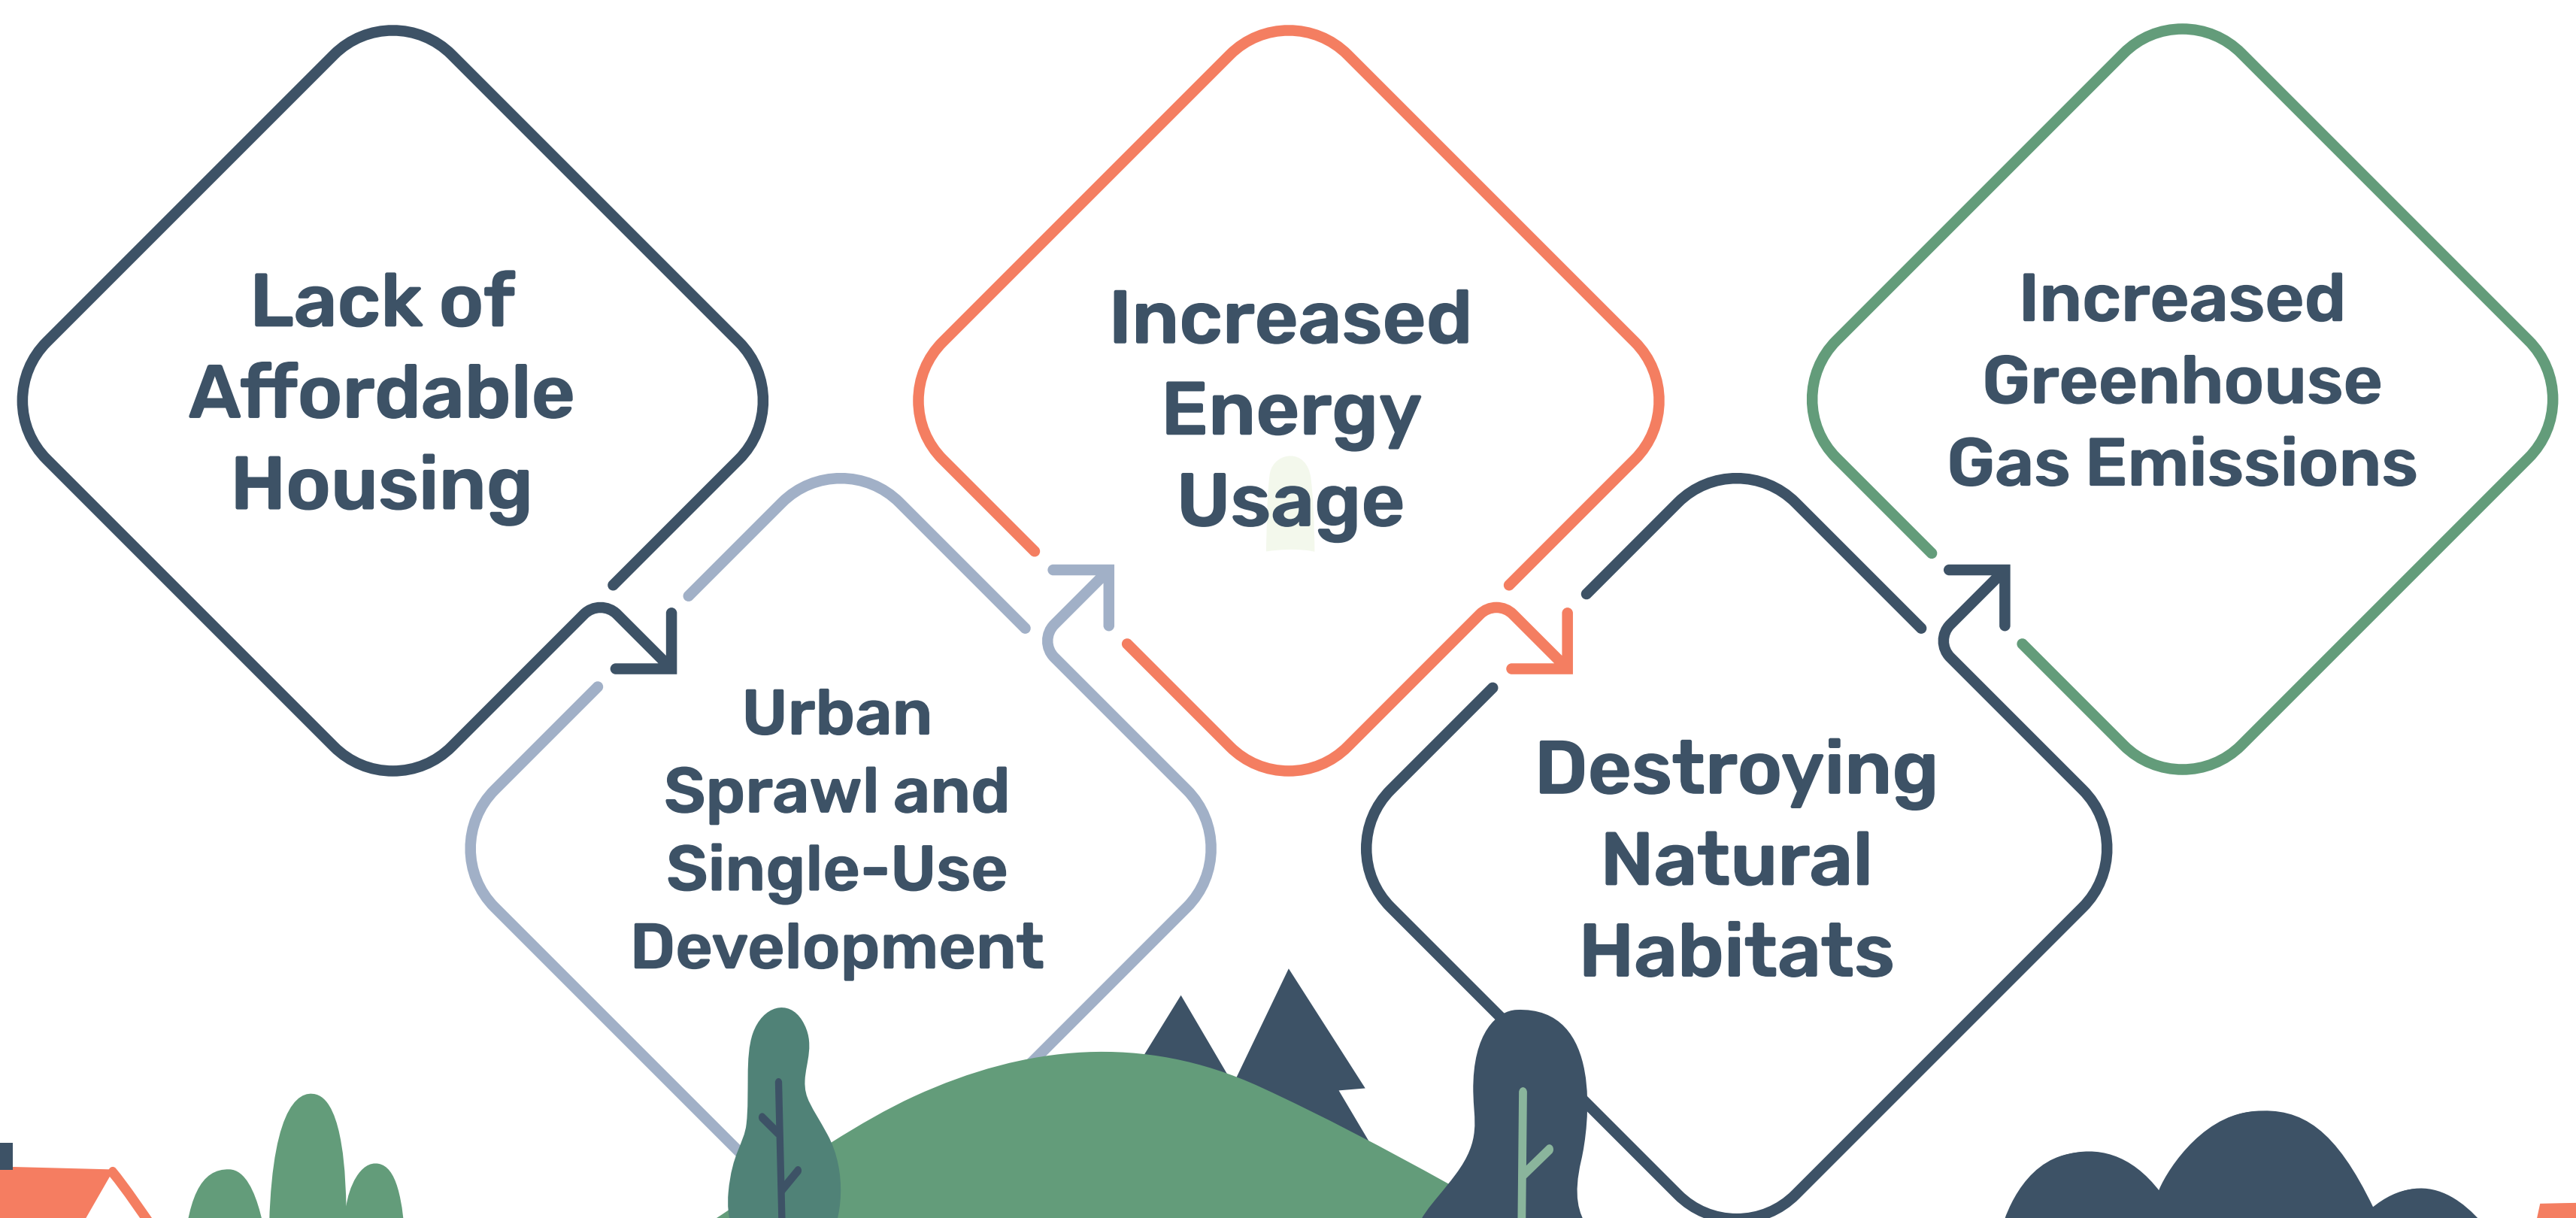 Lack of
Affordable
Housing
Urban
Sprawl and
Single-Use
Development
Increased
Energy
Usage
Destroying
Natural
Habitats
Increased
Greenhouse
Gas Emissions